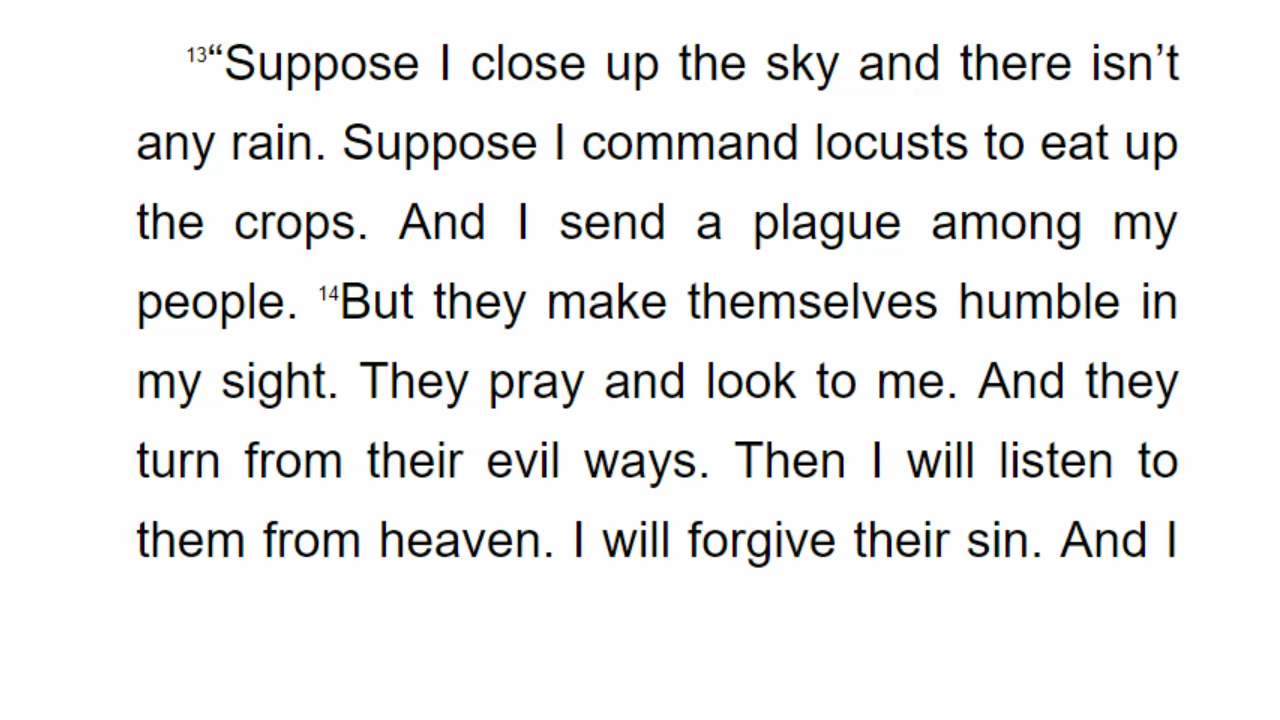 13“Suppose I close up the sky and there isn’t
any rain. Suppose I command locusts to eat up
the crops. And I send a plague among my
people. 14But they make themselves humble in
my sight. They pray and look to me. And they
turn from their evil ways. Then I will listen to
them from heaven. I will forgive their sin. And I